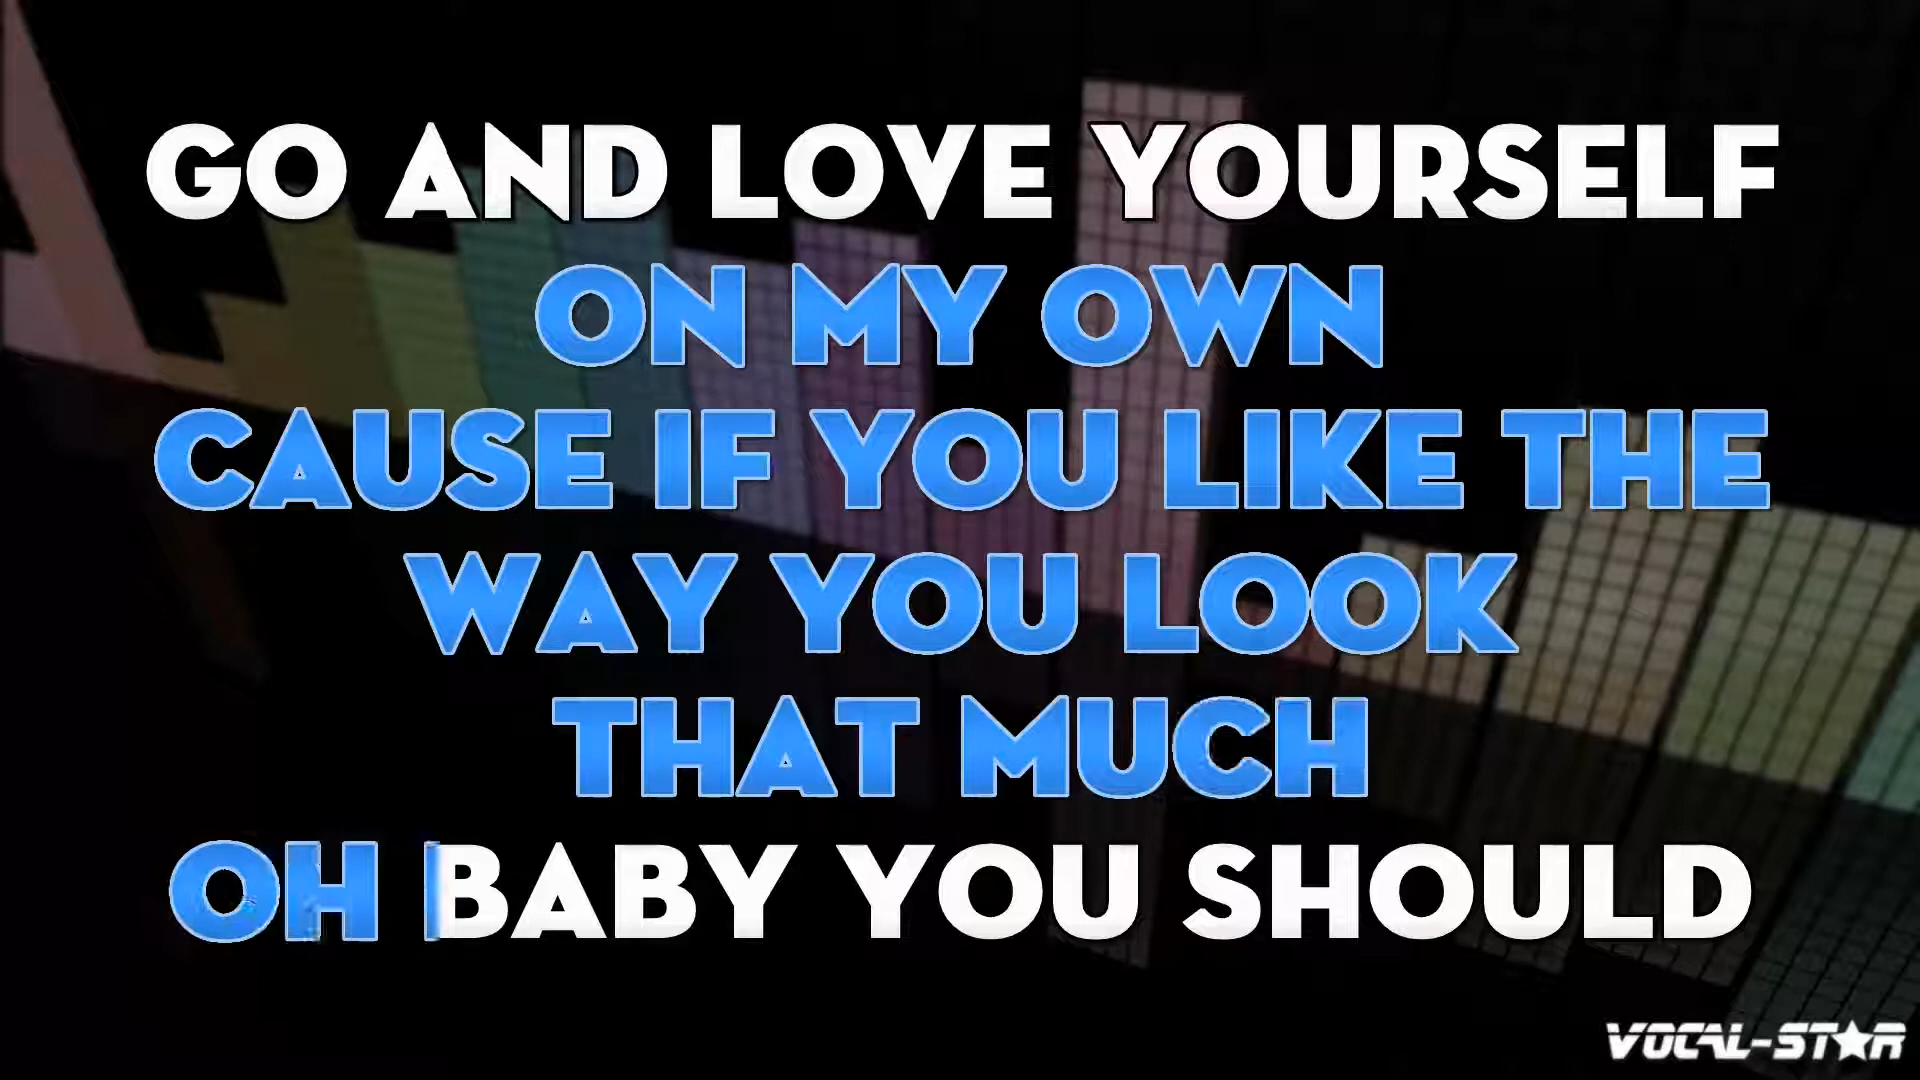 GO AND LOVE YOURSELF
ON MY OWN
CAUSE IF YOU LIKE THE
WAY YOU LOOK
THAT MUCH
OH BABY YOU SHOULD
VOCAL-STAR